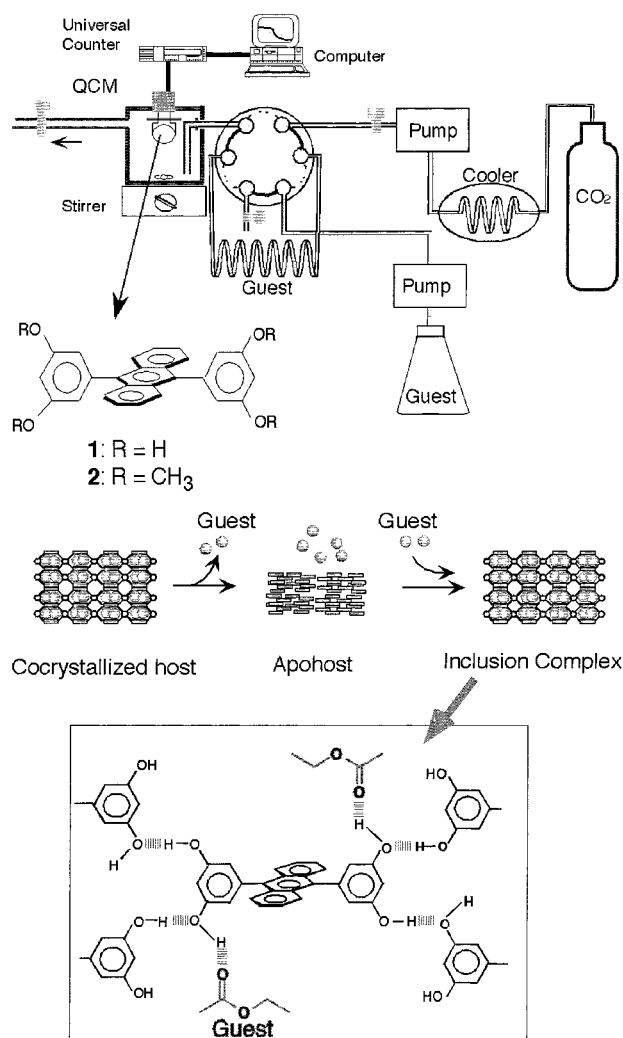 Universal
Counter
Computer
QCM
Pump
Cooler
CO₂
Stirrer
Guest
Pump
Guest
RO
OR
RO
OR
1: R = H
2: R = CH₃
Guest
Guest
Cocrystallized host
Apohost
Inclusion Complex
OH
O
O
HO
H
O
H
H
O
O
H
O
H
O
H
O
H
O
H
O
O
H
H
O
OH
O
O
HO
Guest